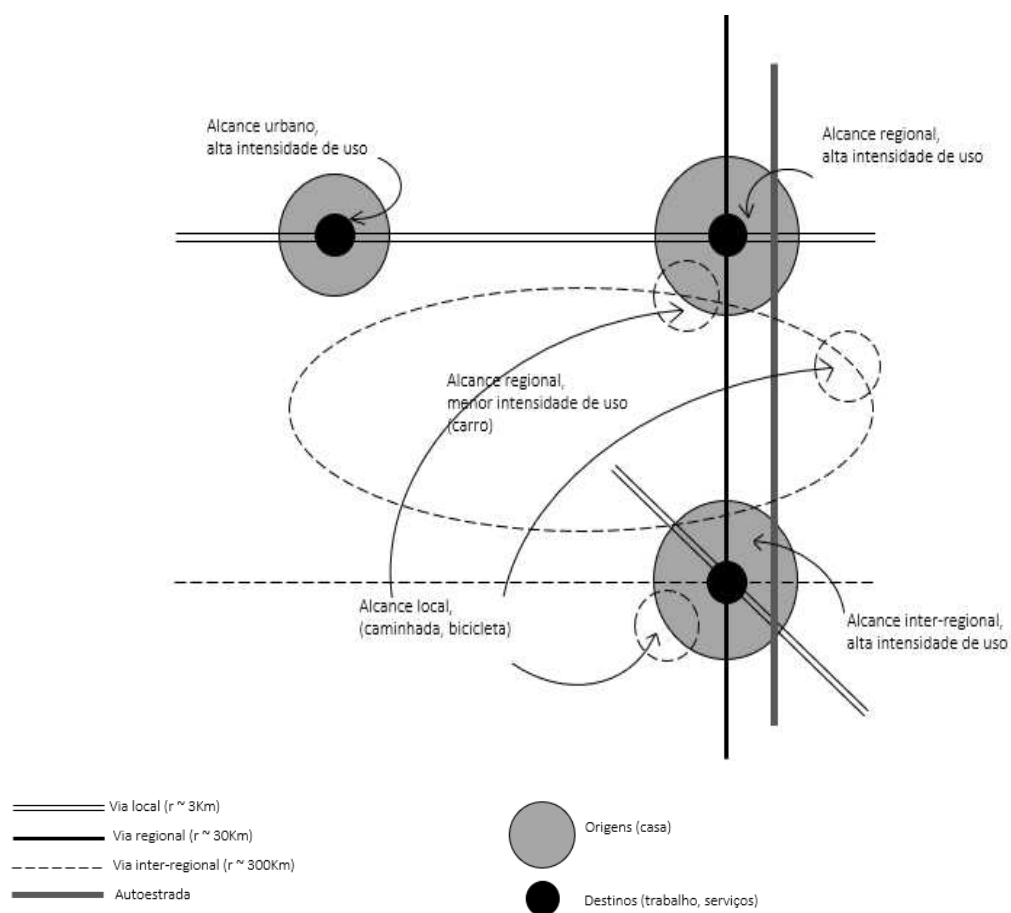 Alcance urbano,
alta intensidade de uso
Alcance regional,
alta intensidade de uso
Alcance regional,
menor intensidade de uso
(carro)
Alcance local,
(caminhada, bicicleta)
Alcance inter-regional,
alta intensidade de uso
Via local (r ~ 3Km)
Via regional (r ~ 30Km)
Via inter-regional (r ~ 300Km)
Autoestrada
Origens (casa)
Destinos (trabalho, serviços)